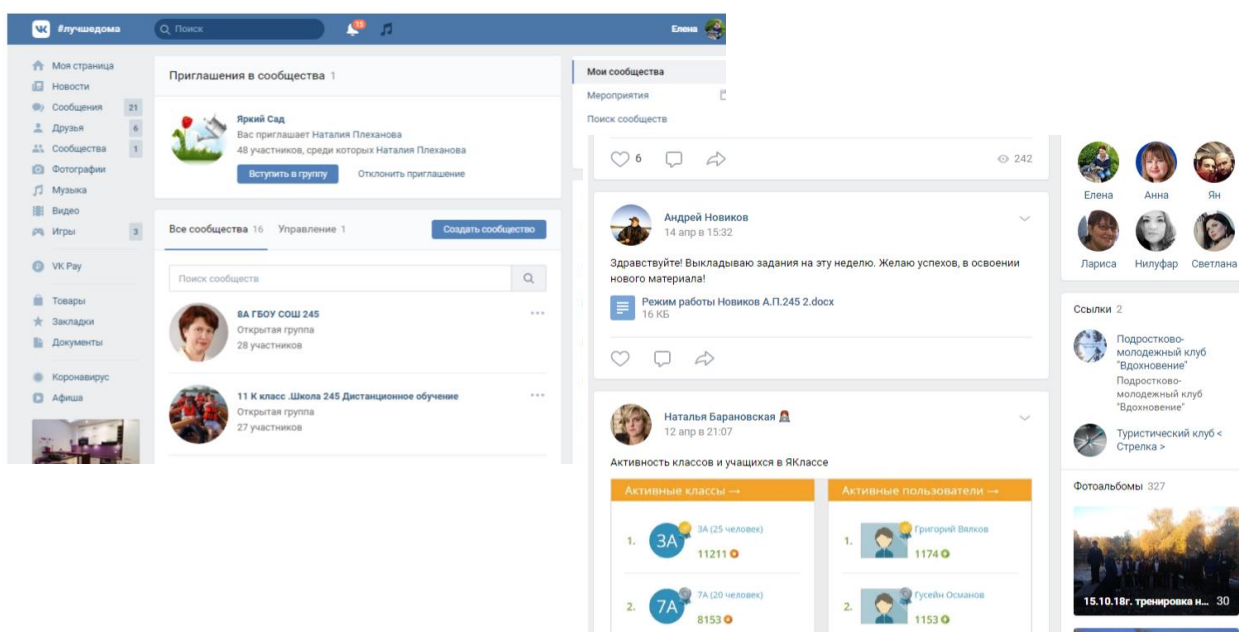 #лучшедома
Поиск
15
Елена
Моя страница
Новости
Сообщения 21
Друзья 6
Сообщества 1
Фотографии
Музыка
Видео
Игры 3
VK Pay
Товары
Закладки
Документы
Коронавирус
Афиша
Приглашения в сообщества 1
Яркий Сад
Вас приглашает Наталия Плеханова
48 участников, среди которых Наталия Плеханова
Вступить в группу Отклонить приглашение
Все сообщества 16 Управление 1 Создать сообщество
Поиск сообществ
8А ГБОУ СОШ 245
Открытая группа
28 участников
11 К класс .Школа 245 Дистанционное обучение
Открытая группа
27 участников
Мои сообщества
Мероприятия
Поиск сообществ
6 242
Андрей Новиков
14 апр в 15:32
Здравствуйте! Выкладываю задания на эту неделю. Желаю успехов, в освоении
нового материала!
Режим работы Новиков А.П.245 2.docx
16 КБ
Наталья Барановская
12 апр в 21:07
Активность классов и учащихся в ЯКлассе
Активные классы → Активные пользователи →
1. 3А 3А (25 человек)
11211
2. 7А 7А (20 человек)
8153
1. Григорий Вялков
1174
2. Гусейн Османов
1153
Елена Анна Ян
Лариса Нилуфар Светлана
Ссылки 2
Подростково-
молодежный клуб
"Вдохновение"
Подростково-
молодежный клуб
"Вдохновение"
Туристический клуб <
Стрелка >
Фотоальбомы 327
15.10.18г. тренировка н... 30